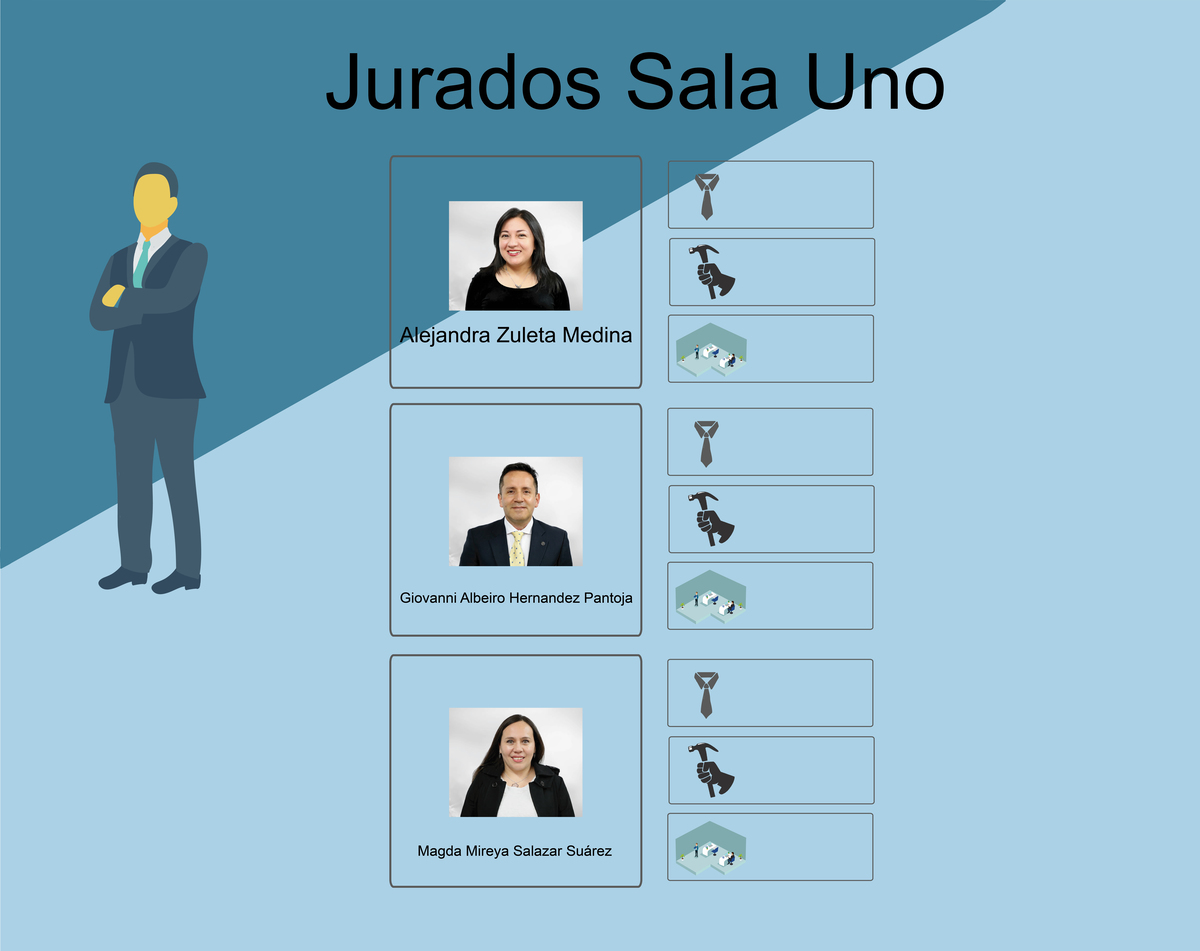 Jurados Sala Uno
Alejandra Zuleta Medina
Giovanni Albeiro Hernandez Pantoja
Magda Mireya Salazar Suárez